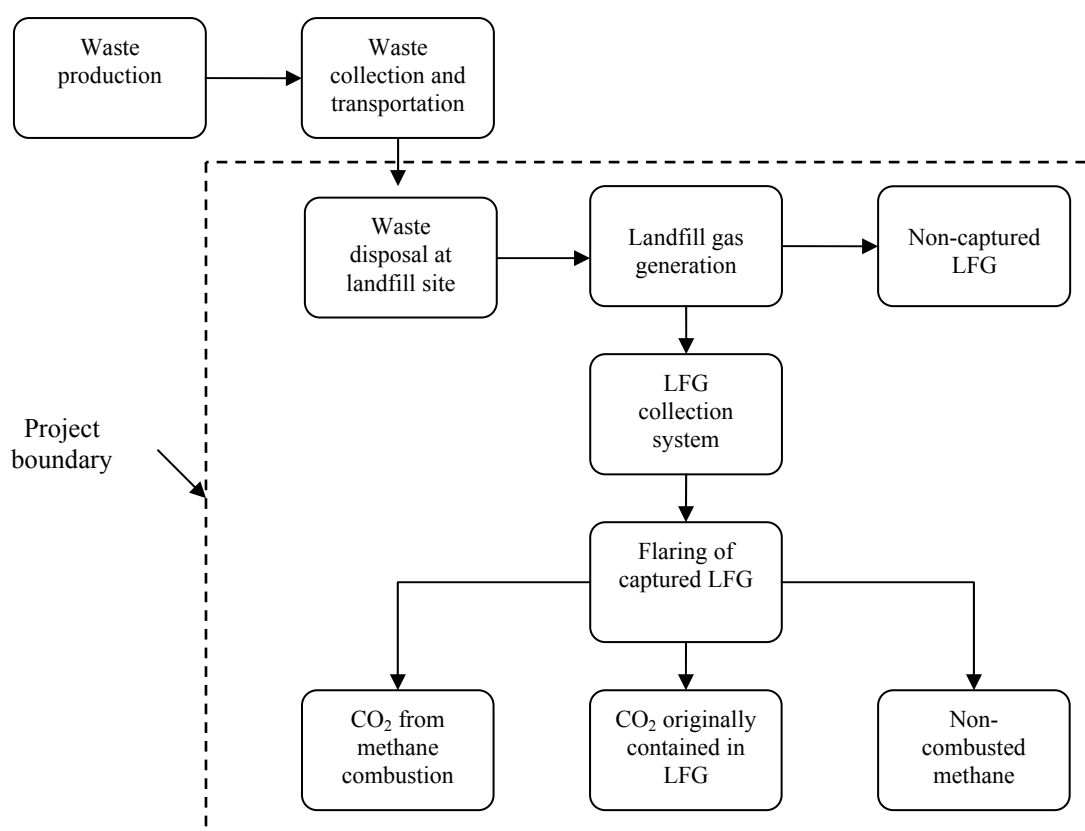 Waste
production
Waste
collection and
transportation
Waste
disposal at
landfill site
Landfill gas
generation
Non-captured
LFG
LFG
collection
system
Project
boundary
Flaring of
captured LFG
CO₂ from
methane
combustion
CO₂ originally
contained in
LFG
Non-
combusted
methane